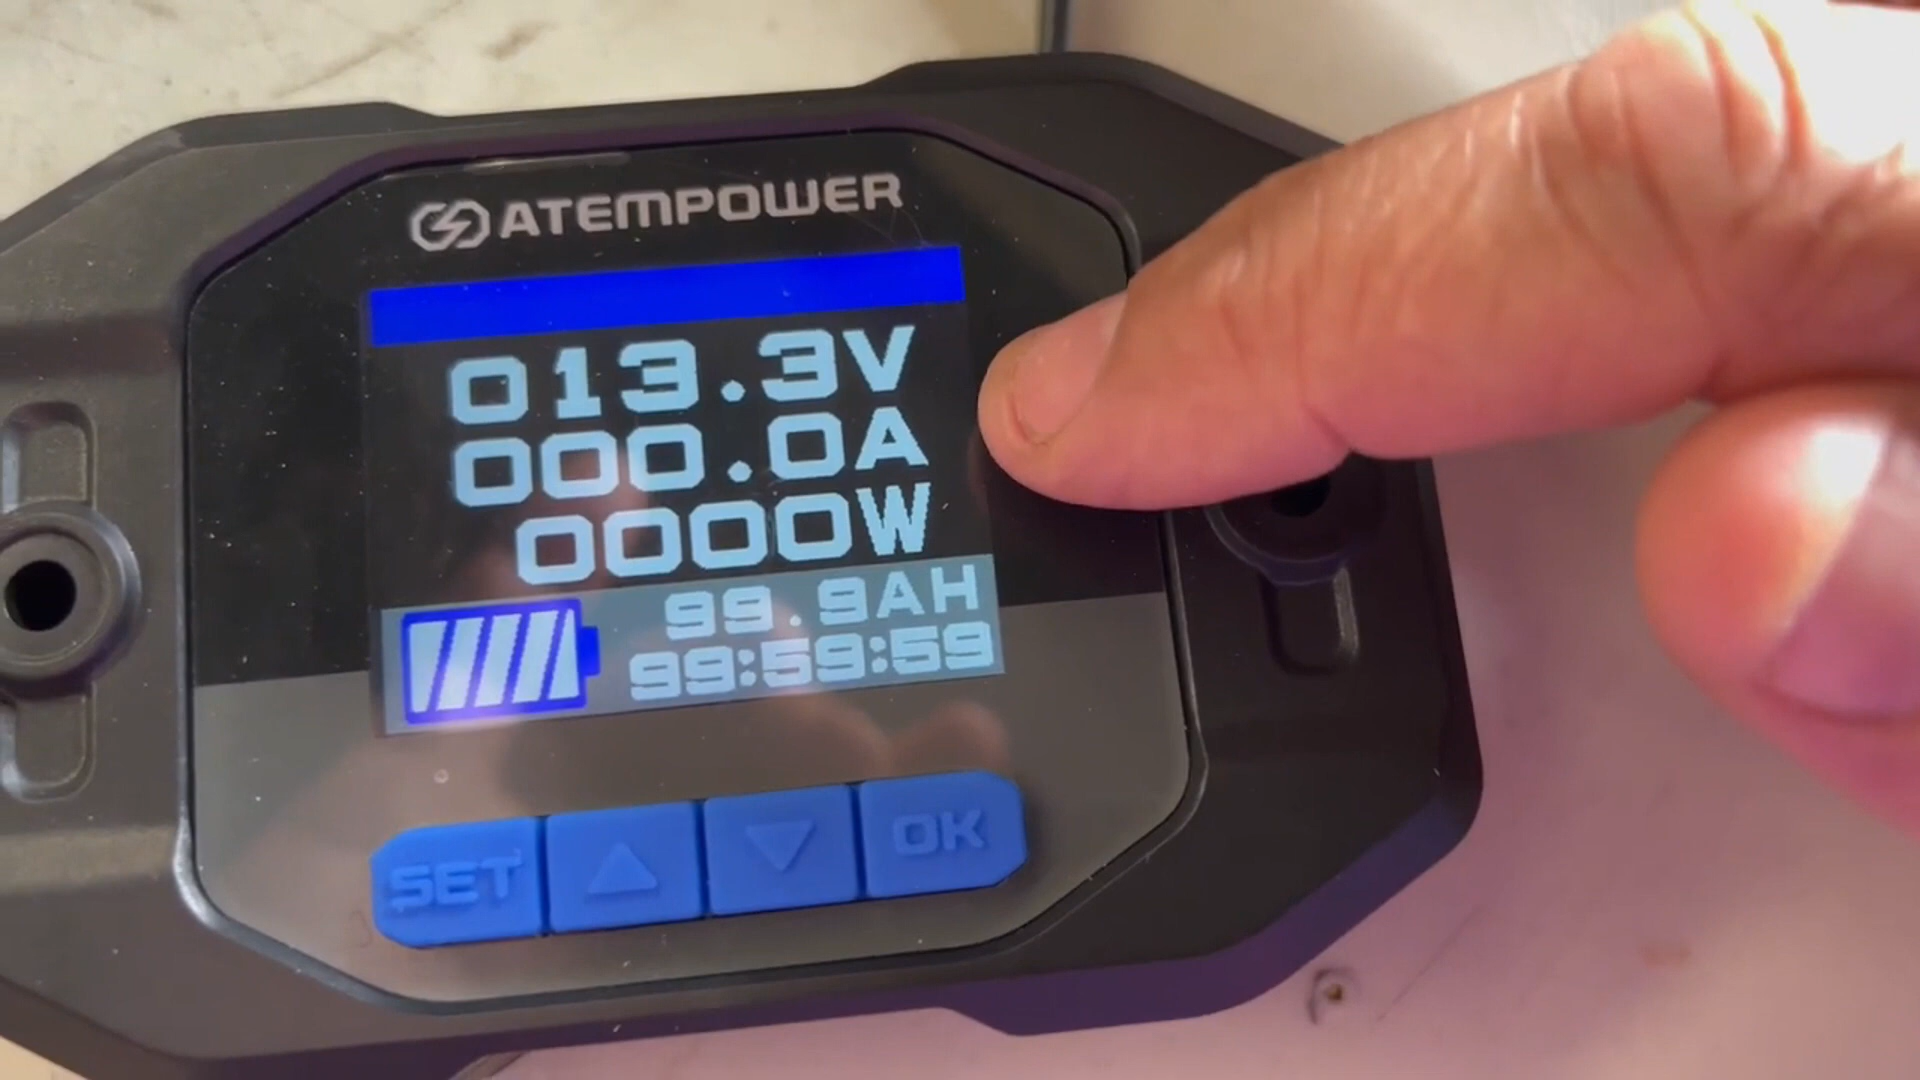 ATEMPOWER
013.3V
000.0A
0000W
99.9AH
99:59:59
SET
OK